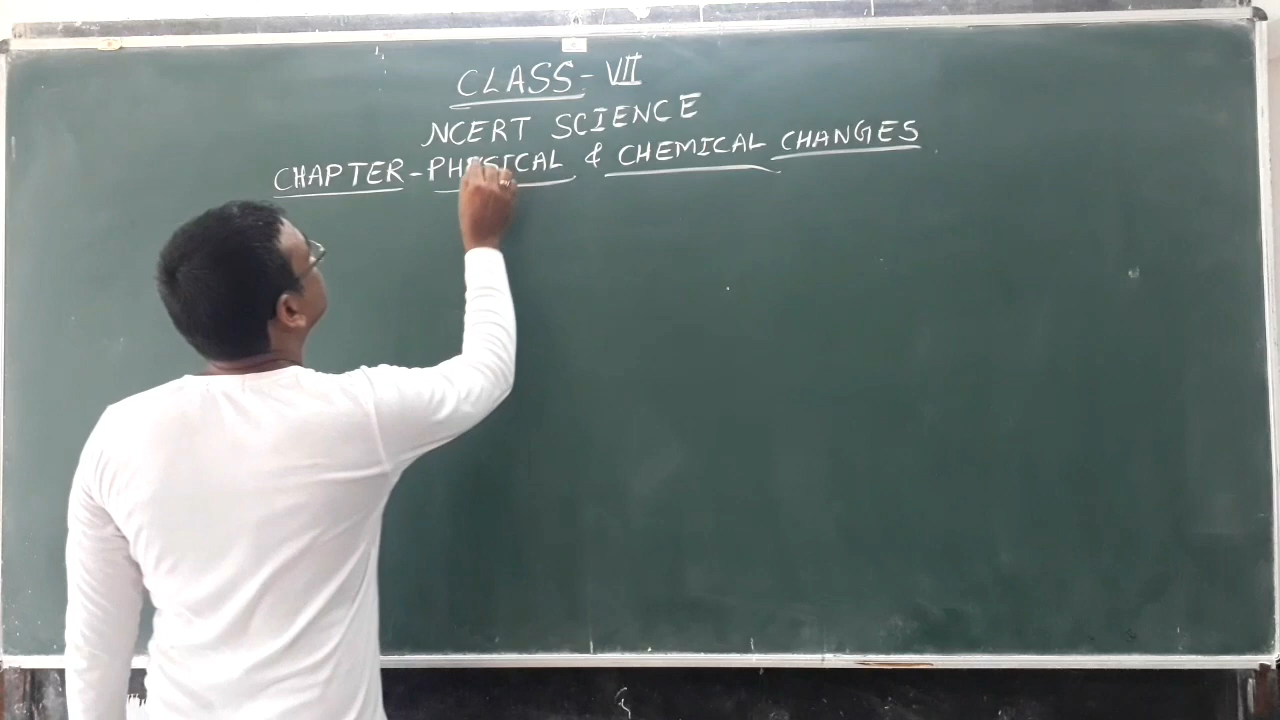 CLASS - VII
NCERT SCIENCE
CHAPTER - PHYSICAL & CHEMICAL CHANGES